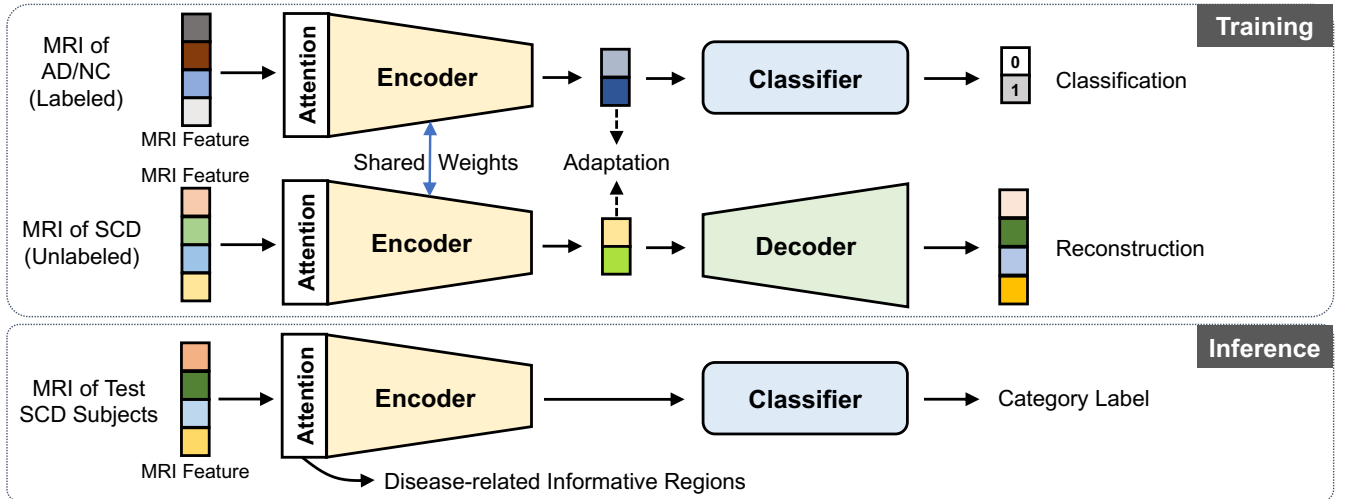 Training
MRI of
AD/NC
(Labeled)
MRI Feature
Attention
Encoder
Classifier
0
1
Classification
Shared Weights
Adaptation
MRI Feature
MRI of SCD
(Unlabeled)
Attention
Encoder
Decoder
Reconstruction
Inference
MRI of Test
SCD Subjects
MRI Feature
Attention
Encoder
Classifier
Category Label
Disease-related Informative Regions